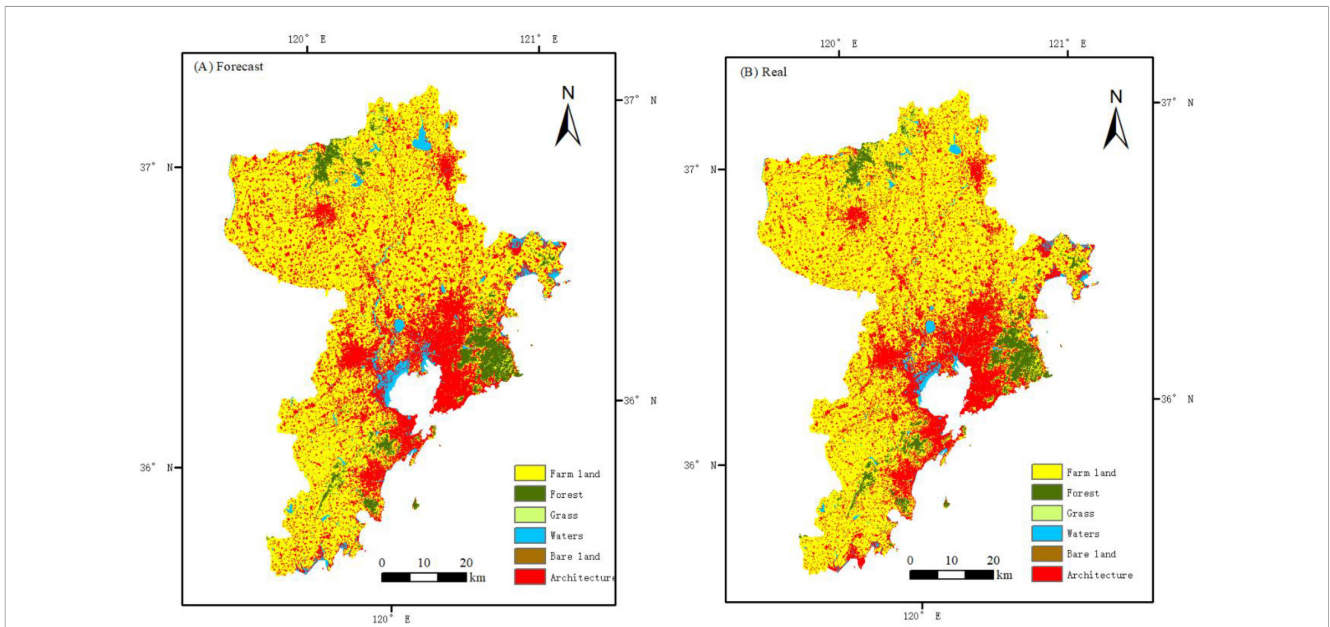 120° E
121° E
(A) Forecast
N
37° N
37° N
36° N
36° N
Farm land
Forest
Grass
Waters
Bare land
Architecture
0 10 20
km
120° E
120° E
121° E
(B) Real
N
37° N
37° N
36° N
36° N
Farm land
Forest
Grass
Waters
Bare land
Architecture
0 10 20
km
120° E